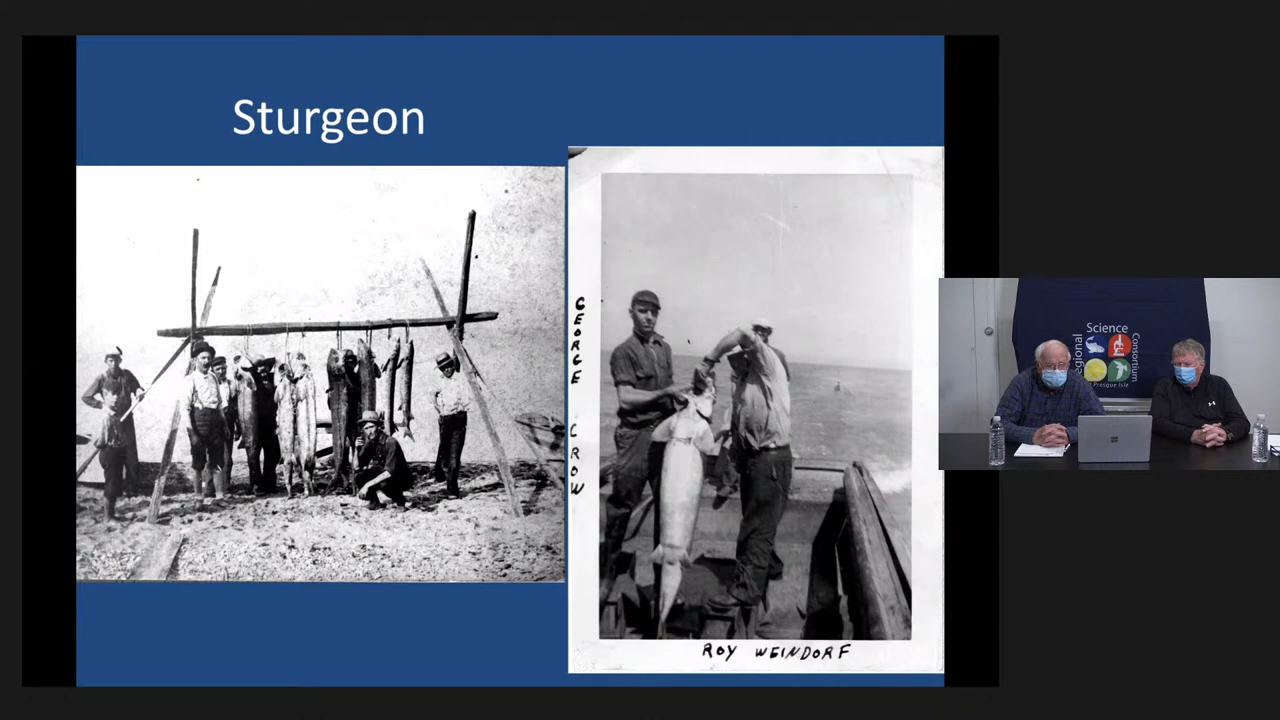 Sturgeon
GEORGE CROW
ROY WEINDORF
Regional
Science
Consortium
Presque Isle